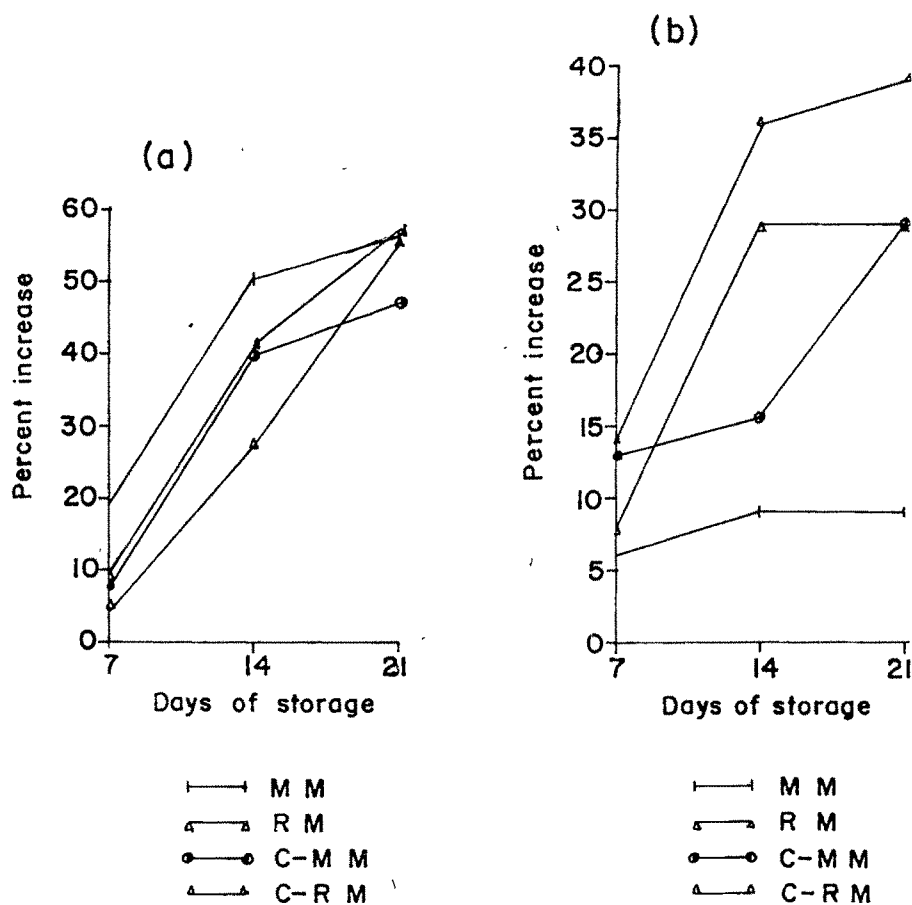 (a)
60
50
40
30
20
10
0
Percent increase
7 14 21
Days of storage
M M
R M
C-M M
C-R M
(b)
40
35
30
25
20
15
10
5
0
Percent increase
7 14 21
Days of storage
M M
R M
C-M M
C-R M